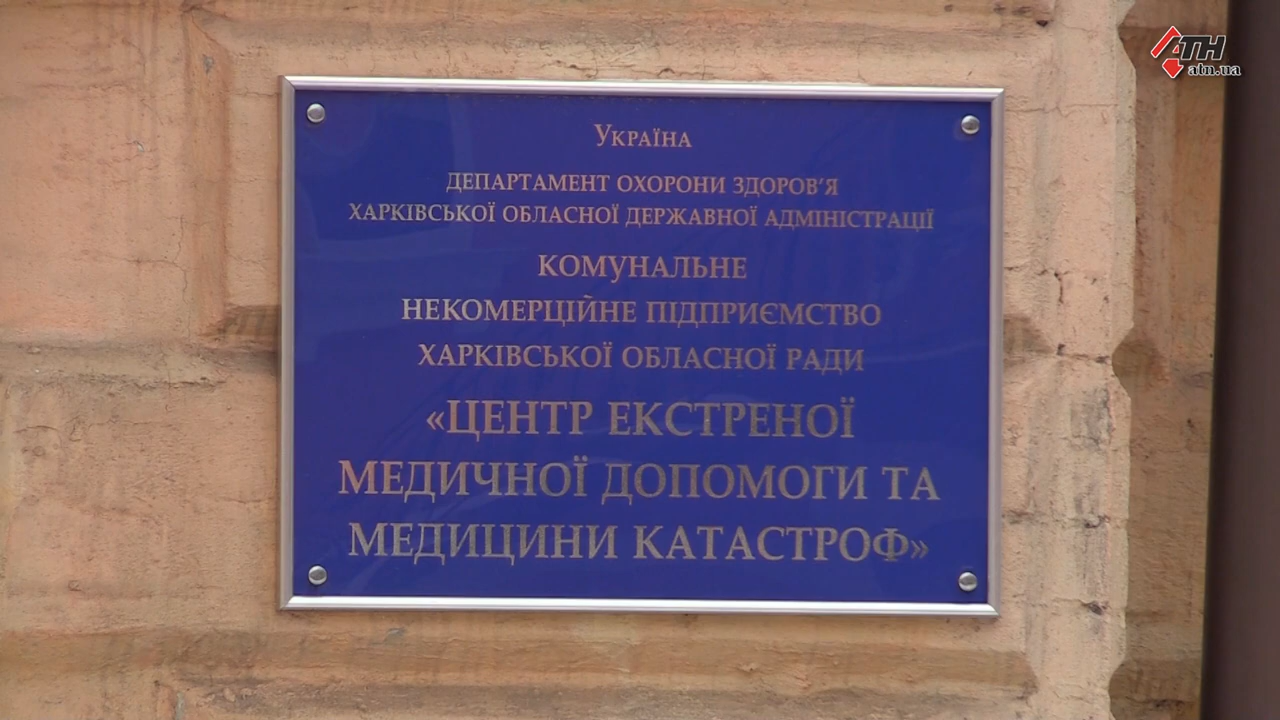 Україна
ДЕПАРТАМЕНТ ОХОРОНИ ЗДОРОВ'Я
ХАРКІВСЬКОЇ ОБЛАСНОЇ ДЕРЖАВНОЇ АДМІНІСТРАЦІЇ
КОМУНАЛЬНЕ
НЕКОМЕРЦІЙНЕ ПІДПРИЄМСТВО
ХАРКІВСЬКОЇ ОБЛАСНОЇ РАДИ
«ЦЕНТР ЕКСТРЕНОЇ
МЕДИЧНОЇ ДОПОМОГИ ТА
МЕДИЦИНИ КАТАСТРОФ»
АТН
atn.ua